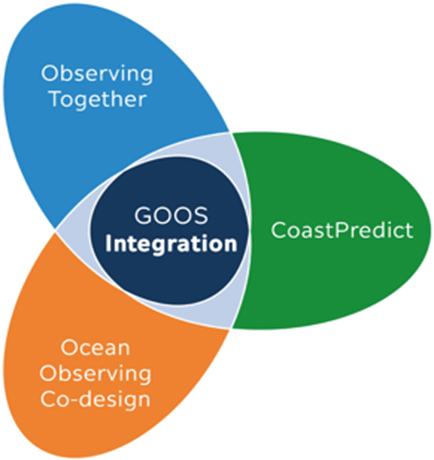 Observing
Together
GOOS
Integration
CoastPredict
Ocean
Observing
Co-design